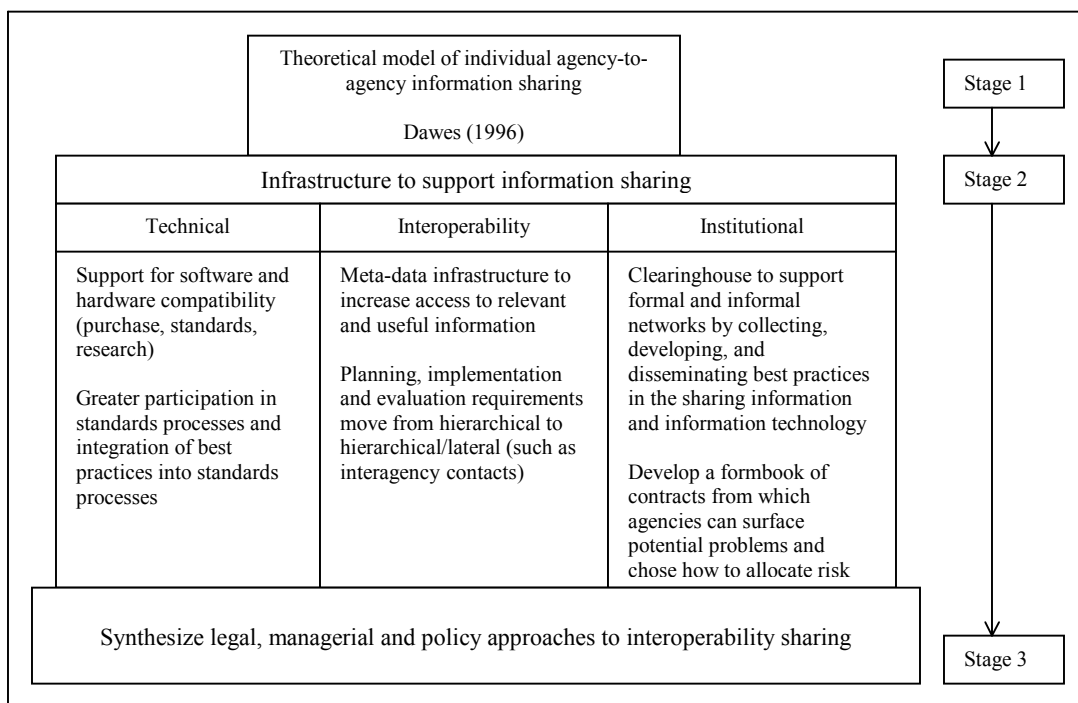 Theoretical model of individual agency-to-
agency information sharing
Dawes (1996)
Stage 1
Infrastructure to support information sharing
Stage 2
Technical
Interoperability
Institutional
Support for software and
hardware compatibility
(purchase, standards,
research)
Greater participation in
standards processes and
integration of best
practices into standards
processes
Meta-data infrastructure to
increase access to relevant
and useful information
Planning, implementation
and evaluation requirements
move from hierarchical to
hierarchical/lateral (such as
interagency contacts)
Clearinghouse to support
formal and informal
networks by collecting,
developing, and
disseminating best practices
in the sharing information
and information technology
Develop a formbook of
contracts from which
agencies can surface
potential problems and
chose how to allocate risk
Synthesize legal, managerial and policy approaches to interoperability sharing
Stage 3